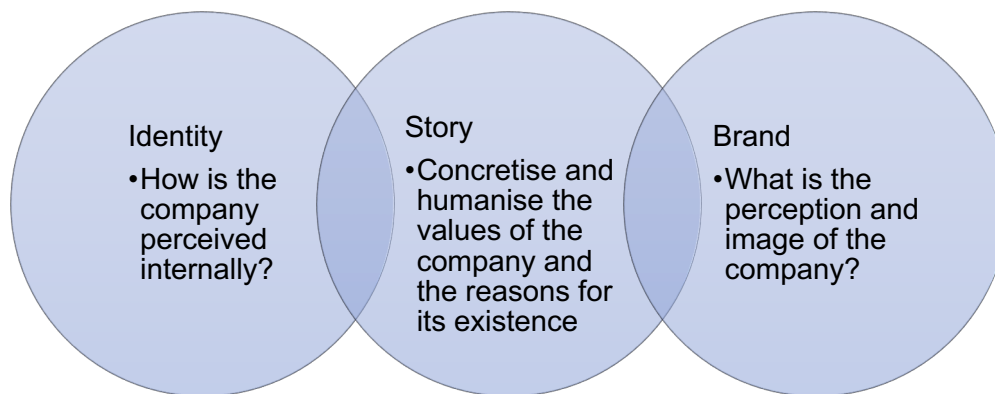 Identity
•How is the
company
perceived
internally?
Story
•Concretise and
humanise the
values of the
company and
the reasons for
its existence
Brand
•What is the
perception and
image of the
company?